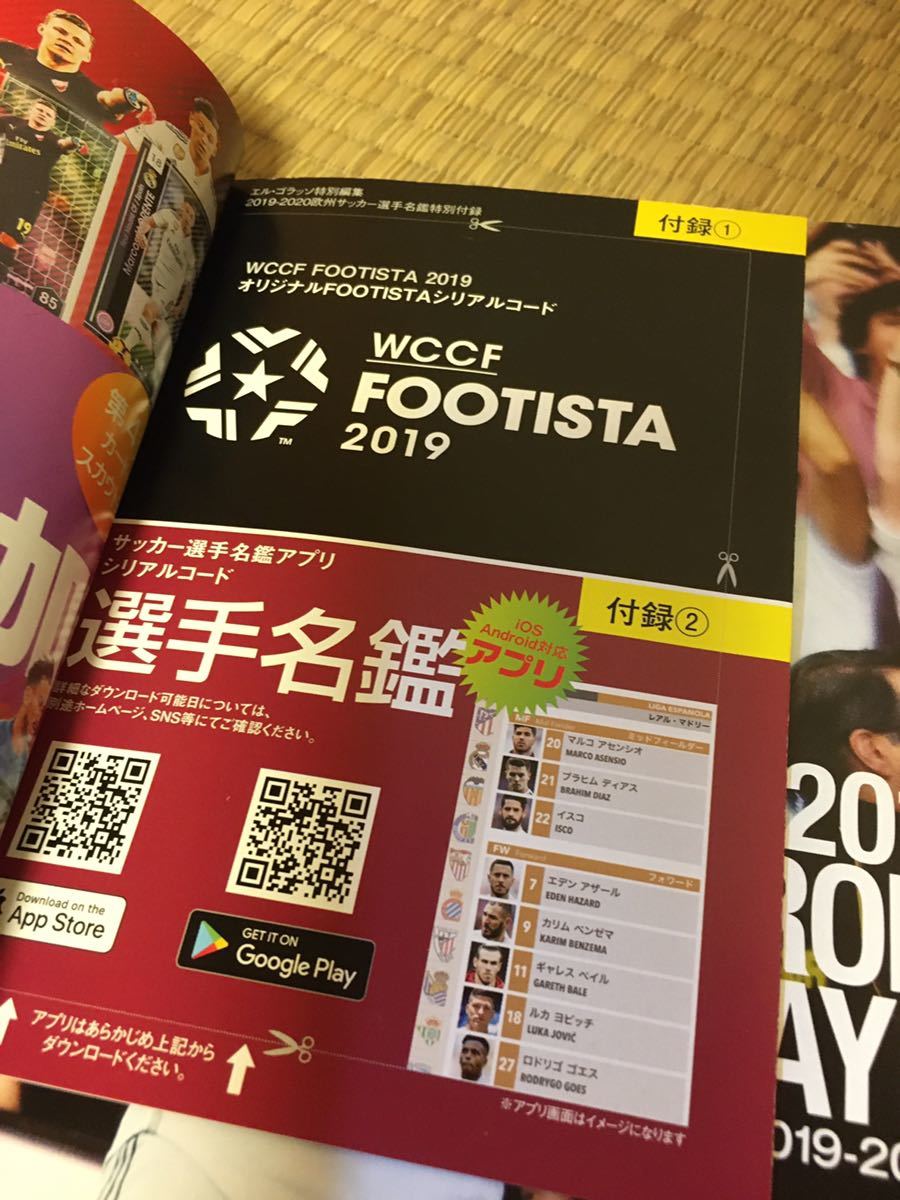 Emirates
19
85
18
第
カー
スカウ
加
エル・ゴラッソ特別編集
2019-2020欧州サッカー選手名鑑特別付録
付録①
WCCF FOOTISTA 2019
オリジナルFOOTISTAシリアルコード
WCCF
FOOTISTA
2019
TM
サッカー選手名鑑アプリ
シリアルコード
選手名鑑
iOS
Android対応
アプリ
付録②
詳細なダウンロード可能日については、
別途ホームページ、SNS等にてご確認ください。
LIGA ESPANOLA
レアル・マドリー
MF
ミッドフィールダー
20 マルコ アセンシオ
MARCO ASENSIO
21 ブラヒム ディアス
BRAHIM DIAZ
22 イスコ
ISCO
FW Forward フォワード
7 エデン アザール
EDEN HAZARD
9 カリム ベンゼマ
KARIM BENZEMA
11 ギャレス ベイル
GARETH BALE
18 ルカ ヨビッチ
LUKA JOVIĆ
27 ロドリゴ ゴエス
RODRYGO GOES
Download on the
App Store
GET IT ON
Google Play
アプリはあらかじめ上記から
ダウンロードください。
※アプリ画面はイメージになります
AY